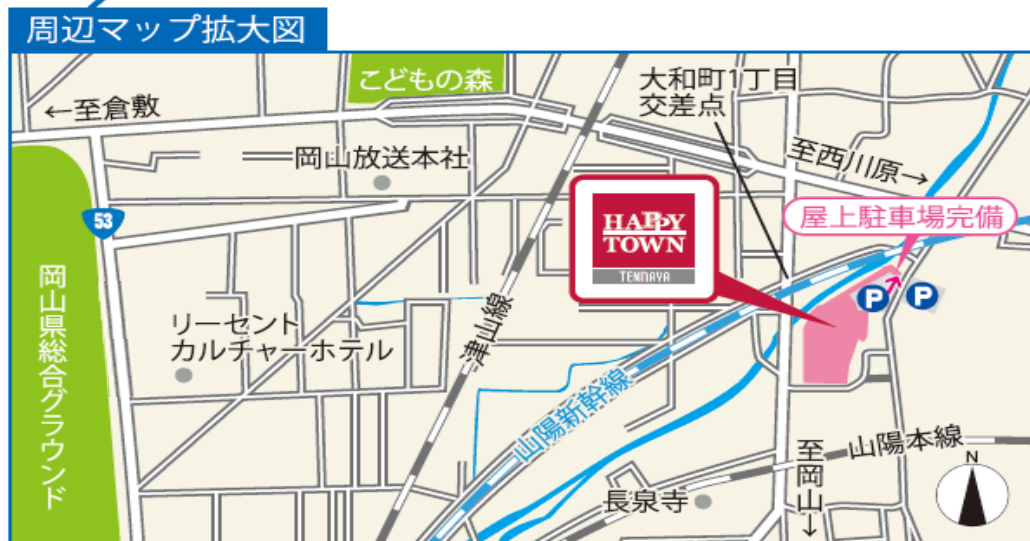 周辺マップ拡大図
こどもの森
大和町1丁目
交差点
←至倉敷
岡山放送本社
至西川原→
53
HAPPY
TOWN
TENMAYA
屋上駐車場完備
岡山県総合グラウンド
リーセント
カルチャーホテル
津山線
P
P
山陽新幹線
至岡山↓
山陽本線
長泉寺
N